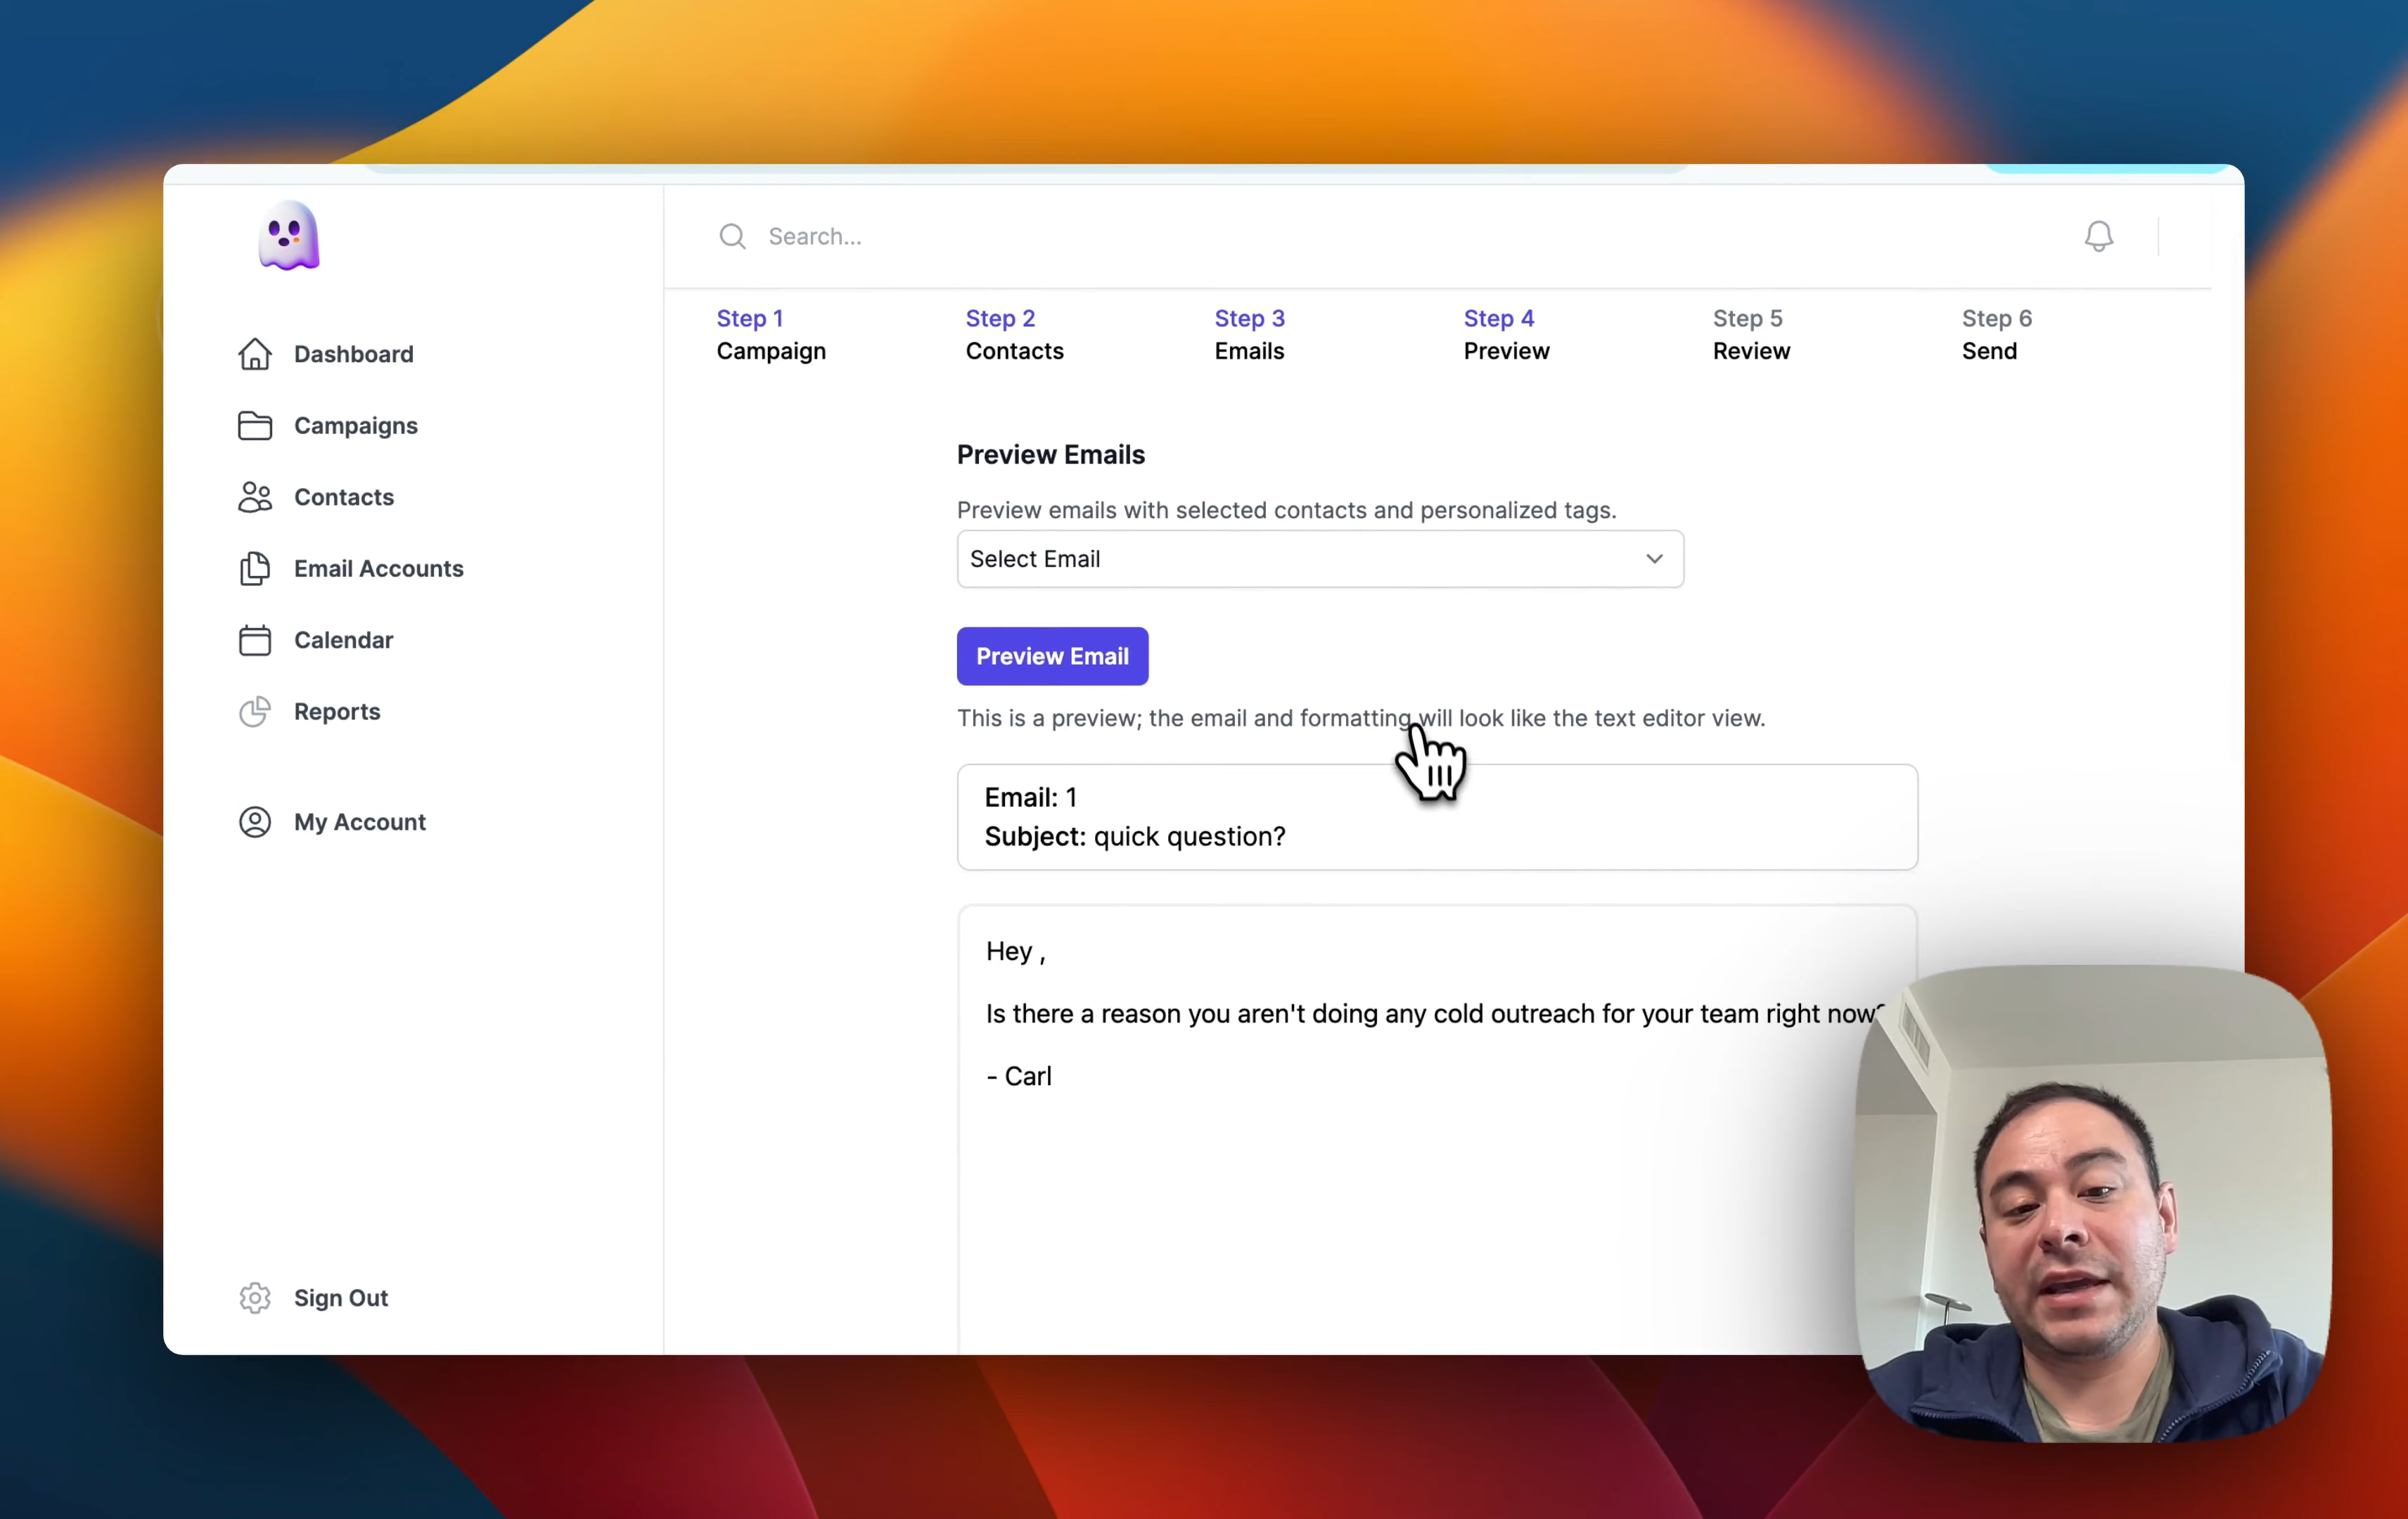 Search...
Dashboard
Campaigns
Contacts
Email Accounts
Calendar
Reports
My Account
Sign Out
Step 1
Campaign
Step 2
Contacts
Step 3
Emails
Step 4
Preview
Step 5
Review
Step 6
Send
Preview Emails
Preview emails with selected contacts and personalized tags.
Select Email
Preview Email
This is a preview; the email and formatting will look like the text editor view.
Email: 1
Subject: quick question?
Hey ,
Is there a reason you aren't doing any cold outreach for your team right now?
- Carl